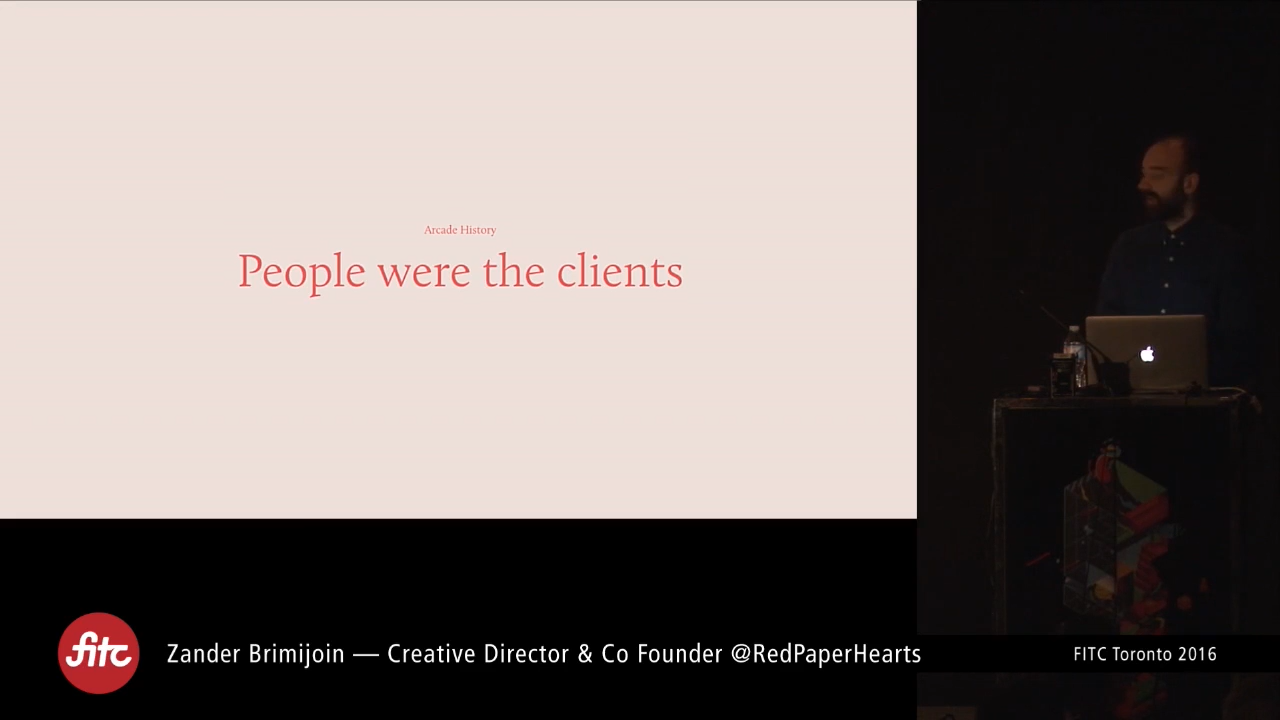 Arcade History
People were the clients
fitc
Zander Brimijoin — Creative Director & Co Founder @RedPaperHearts
FITC Toronto 2016